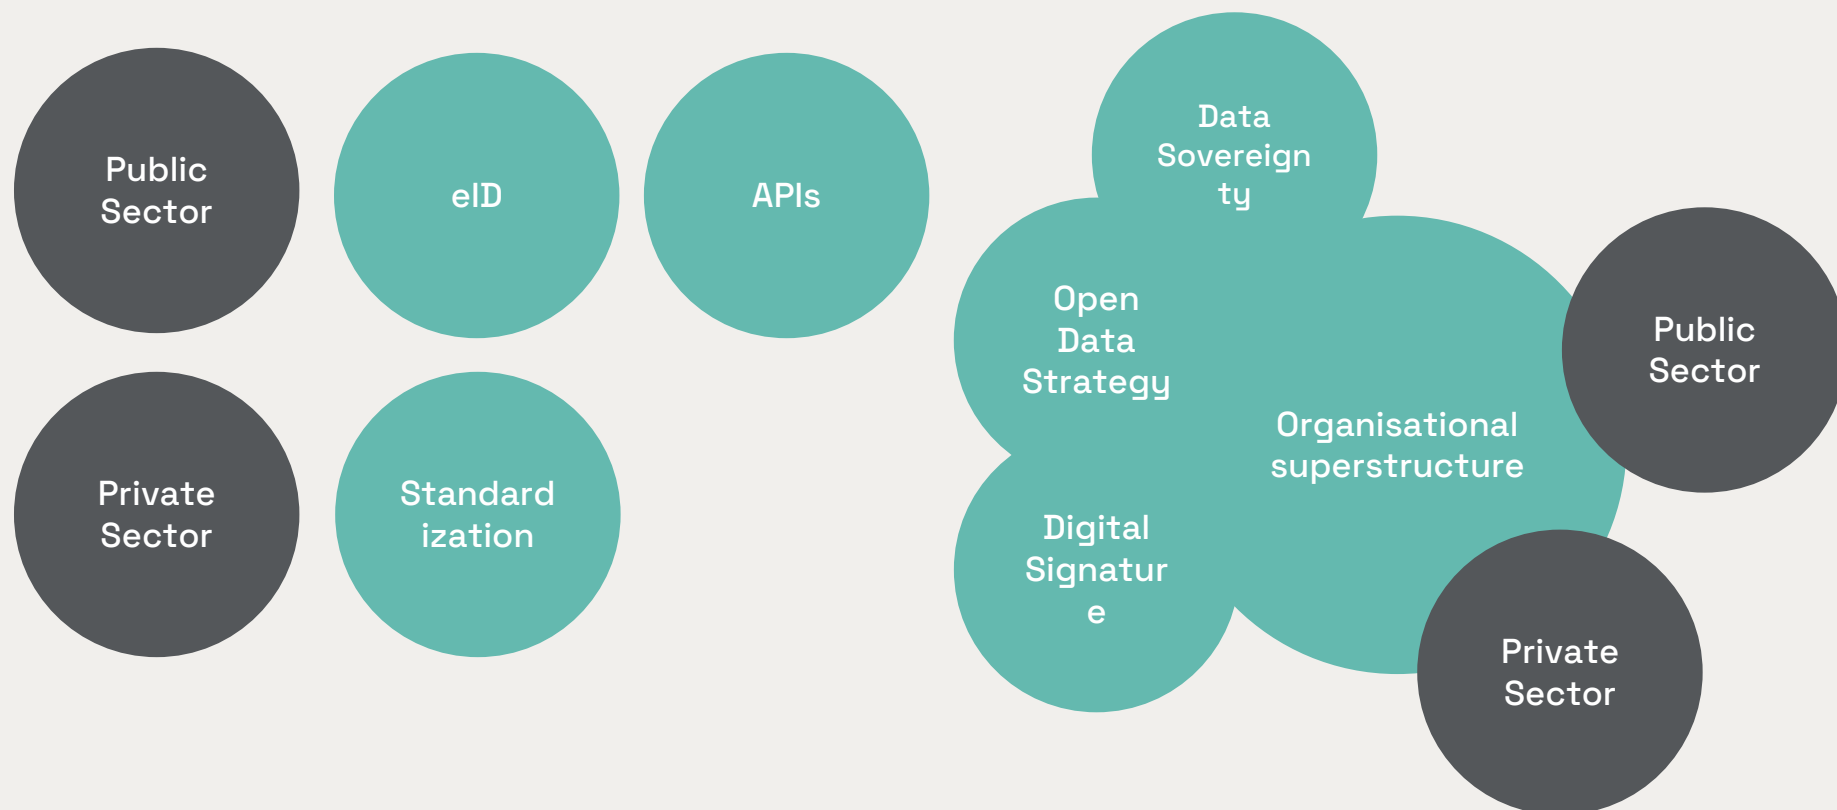 Public
Sector
eID
APIs
Private
Sector
Standard
ization
Data
Sovereign
ty
Open
Data
Strategy
Organisational
superstructure
Digital
Signatur
e
Public
Sector
Private
Sector